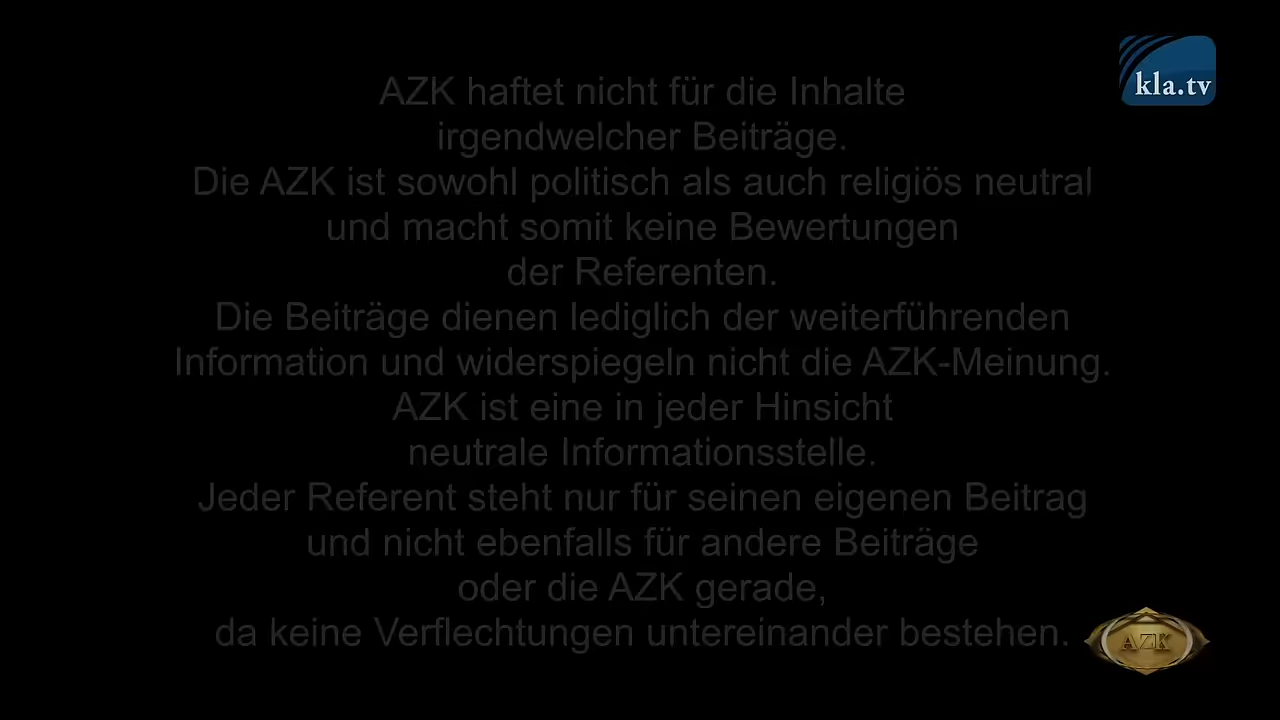 kla.tv
AZK haftet nicht für die Inhalte
irgendwelcher Beiträge.
Die AZK ist sowohl politisch als auch religiös neutral
und macht somit keine Bewertungen
der Referenten.
Die Beiträge dienen lediglich der weiterführenden
Information und widerspiegeln nicht die AZK-Meinung.
AZK ist eine in jeder Hinsicht
neutrale Informationsstelle.
Jeder Referent steht nur für seinen eigenen Beitrag
und nicht ebenfalls für andere Beiträge
oder die AZK gerade,
da keine Verflechtungen untereinander bestehen.
AZK